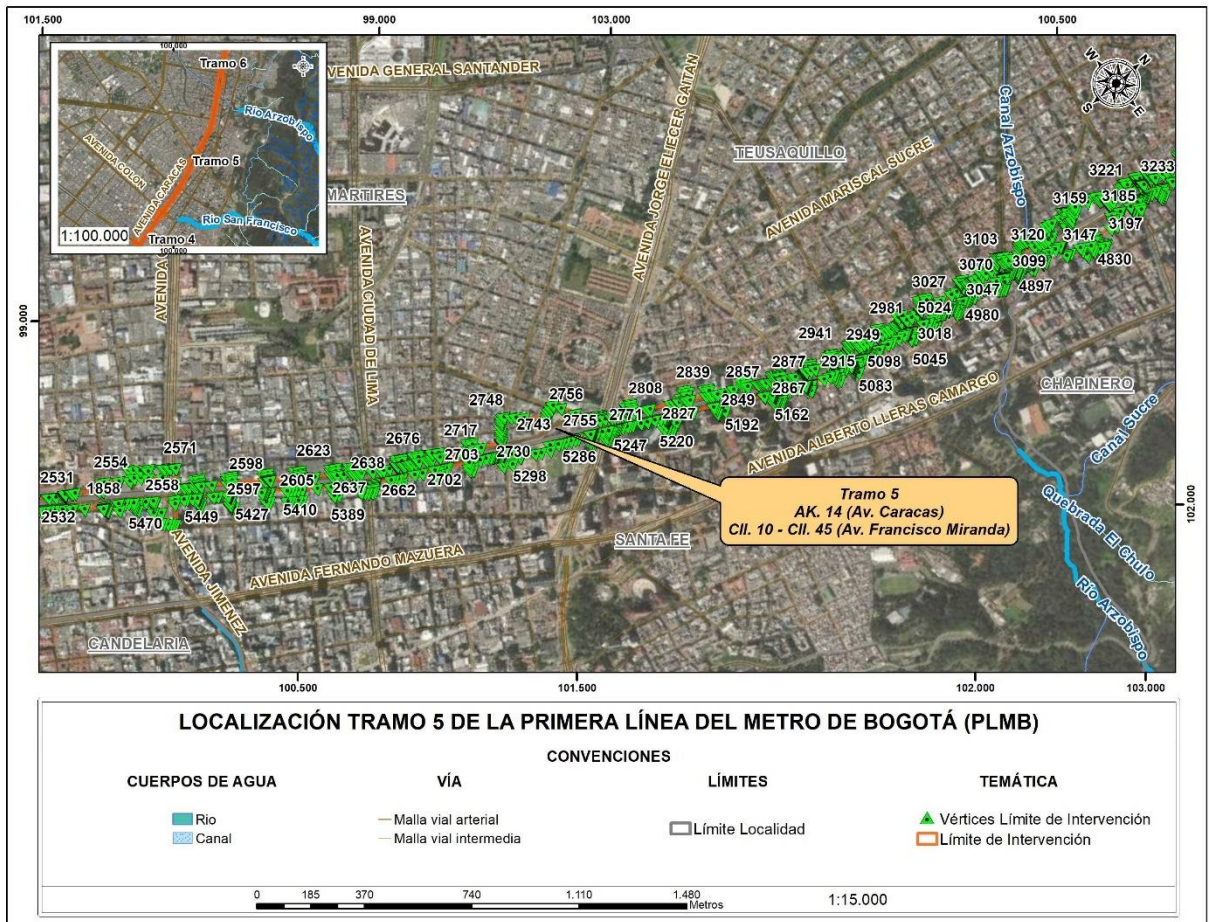 101.500
99.000
103.000
100.500
100.000
Tramo 6
Río Arzobispo
AVENIDA COLON
AVENIDA CARACAS
Tramo 5
Rio San Francisco
1:100.000
Tramo 4
100.000
AVENIDA GENERAL SANTANDER
AVENIDA JORGE ELIECER GAITAN
TEUSAQUILLO
AVENIDA MARISCAL SUCRE
Canal Arzobispo
N
W
E
S
MARTIRES
AVENIDA
AVENIDA CIUDAD DE LIMA
99.000
3221
3233
3185
3159
3197
3120
3147
3103
4830
3099
3070
4897
3027
3047
2981
5024
4980
2941
2949
3018
2877
2915
5098
5045
2839
2857
2867
5083
2808
2849
5162
2756
2827
5192
2748
2755
2771
5220
2743
5247
2717
5286
2676
2703
2730
5298
2623
2638
2702
2571
2598
2605
2637
2662
2554
2558
2597
5410
5389
2531
1858
5427
2532
5470
5449
AVENIDA ALBERTO LLERAS CAMARGO
CHAPINERO
Canal Sucre
Tramo 5
AK. 14 (Av. Caracas)
Cll. 10 - Cll. 45 (Av. Francisco Miranda)
102.000
Quebrada El Chulo
Río Arzobispo
SANTA FE
AVENIDA FERNANDO MAZUERA
AVENIDA JIMENEZ
CANDELARIA
100.500
101.500
102.000
103.000
LOCALIZACIÓN TRAMO 5 DE LA PRIMERA LÍNEA DEL METRO DE BOGOTÁ (PLMB)
CONVENCIONES
CUERPOS DE AGUA
Rio
Canal
VÍA
Malla vial arterial
Malla vial intermedia
LÍMITES
Límite Localidad
TEMÁTICA
Vértices Límite de Intervención
Límite de Intervención
0 185 370 740 1.110 1.480
Metros
1:15.000